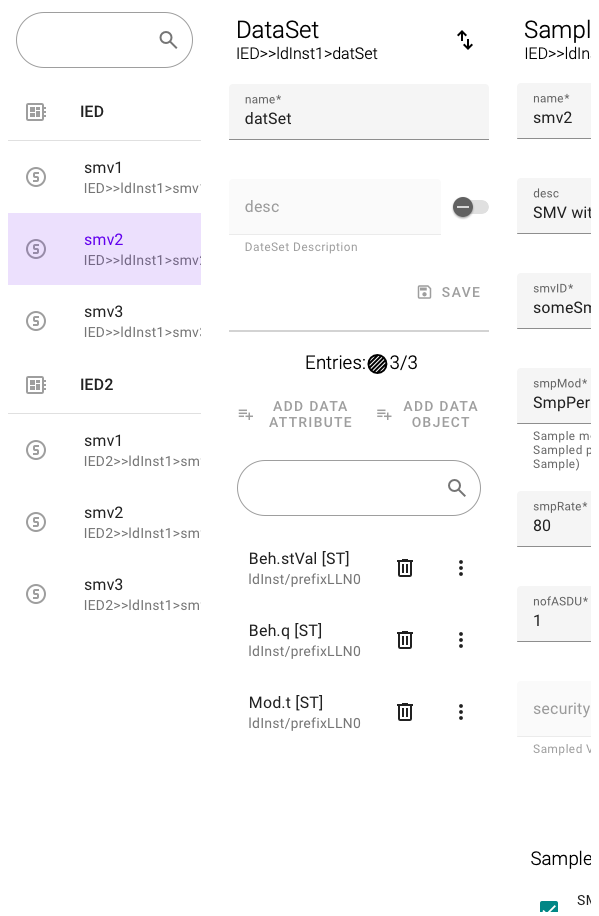 IED
smv1
IED>>ldInst1>smv
smv2
IED>>ldInst1>smv
smv3
IED>>ldInst1>smv
IED2
smv1
IED2>>ldInst1>sm
smv2
IED2>>ldInst1>sm
smv3
IED2>>ldInst1>sm
DataSet
IED>>ldInst1>datSet
name*
datSet
desc
DateSet Description
SAVE
Entries: 3/3
ADD DATA
ATTRIBUTE
ADD DATA
OBJECT
Beh.stVal [ST]
ldInst/prefixLLN0
Beh.q [ST]
ldInst/prefixLLN0
Mod.t [ST]
ldInst/prefixLLN0
Sampl
IED>>ldIn
name*
smv2
desc
SMV wit
smvID*
someSm
smpMod*
SmpPer
Sample m
Sampled p
Sample)
smpRate*
80
nofASDU*
1
security
Sampled V
Sample
SM